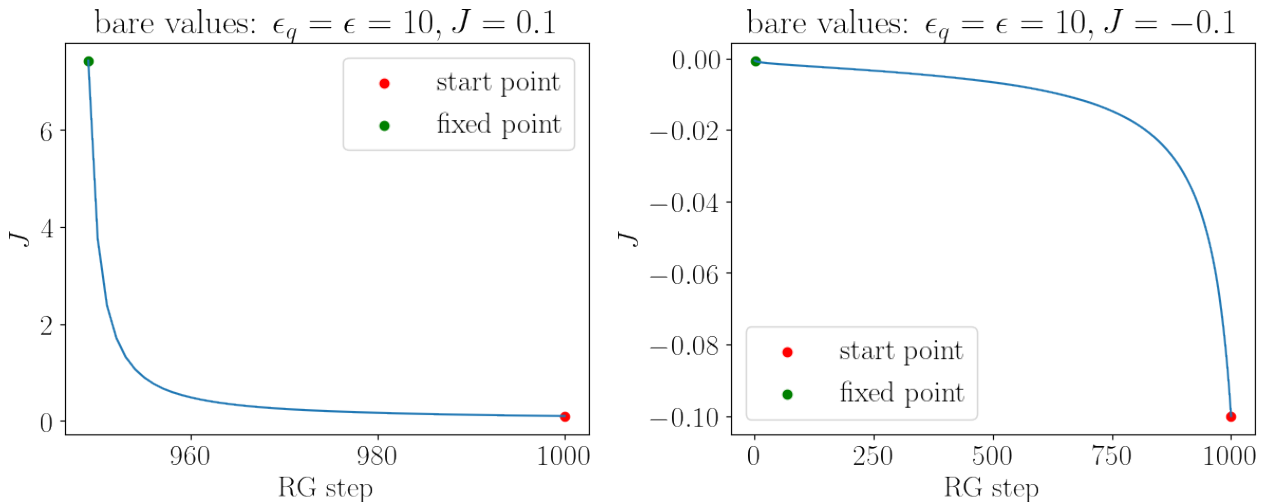 bare values: ϵ_q = ϵ = 10, J = 0.1
J
6
4
2
0
start point
fixed point
960
980
1000
RG step
bare values: ϵ_q = ϵ = 10, J = −0.1
J
0.00
−0.02
−0.04
−0.06
−0.08
−0.10
start point
fixed point
0
250
500
750
1000
RG step